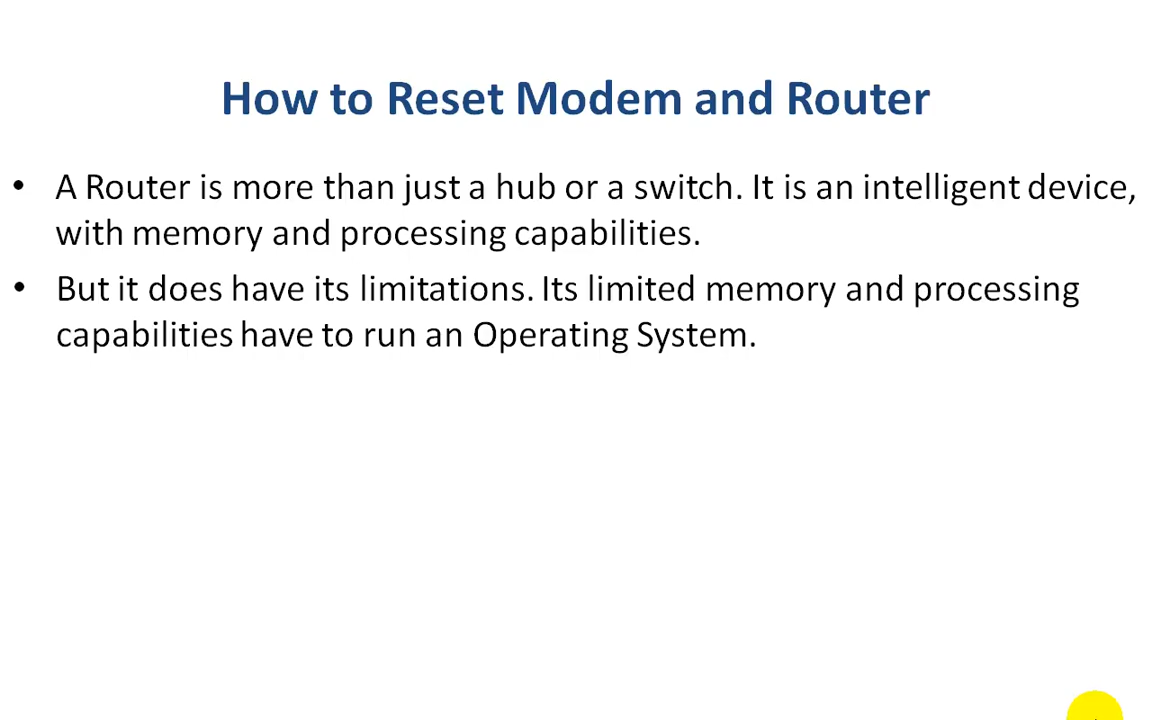 How to Reset Modem and Router
• A Router is more than just a hub or a switch. It is an intelligent device,
with memory and processing capabilities.
• But it does have its limitations. Its limited memory and processing
capabilities have to run an Operating System.